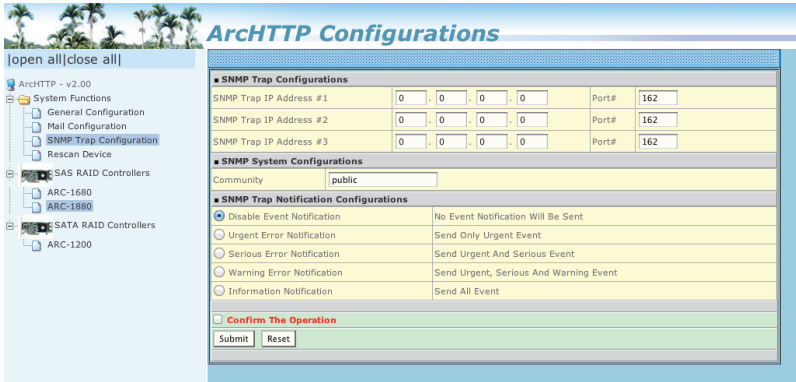 ArcHTTP Configurations
|open all|close all|
ArcHTTP - v2.00
System Functions
General Configuration
Mail Configuration
SNMP Trap Configuration
Rescan Device
SAS RAID Controllers
ARC-1680
ARC-1880
SATA RAID Controllers
ARC-1200
SNMP Trap Configurations
SNMP Trap IP Address #1 0 . 0 . 0 . 0 Port# 162
SNMP Trap IP Address #2 0 . 0 . 0 . 0 Port# 162
SNMP Trap IP Address #3 0 . 0 . 0 . 0 Port# 162
SNMP System Configurations
Community public
SNMP Trap Notification Configurations
Disable Event Notification No Event Notification Will Be Sent
Urgent Error Notification Send Only Urgent Event
Serious Error Notification Send Urgent And Serious Event
Warning Error Notification Send Urgent, Serious And Warning Event
Information Notification Send All Event
Confirm The Operation
Submit Reset